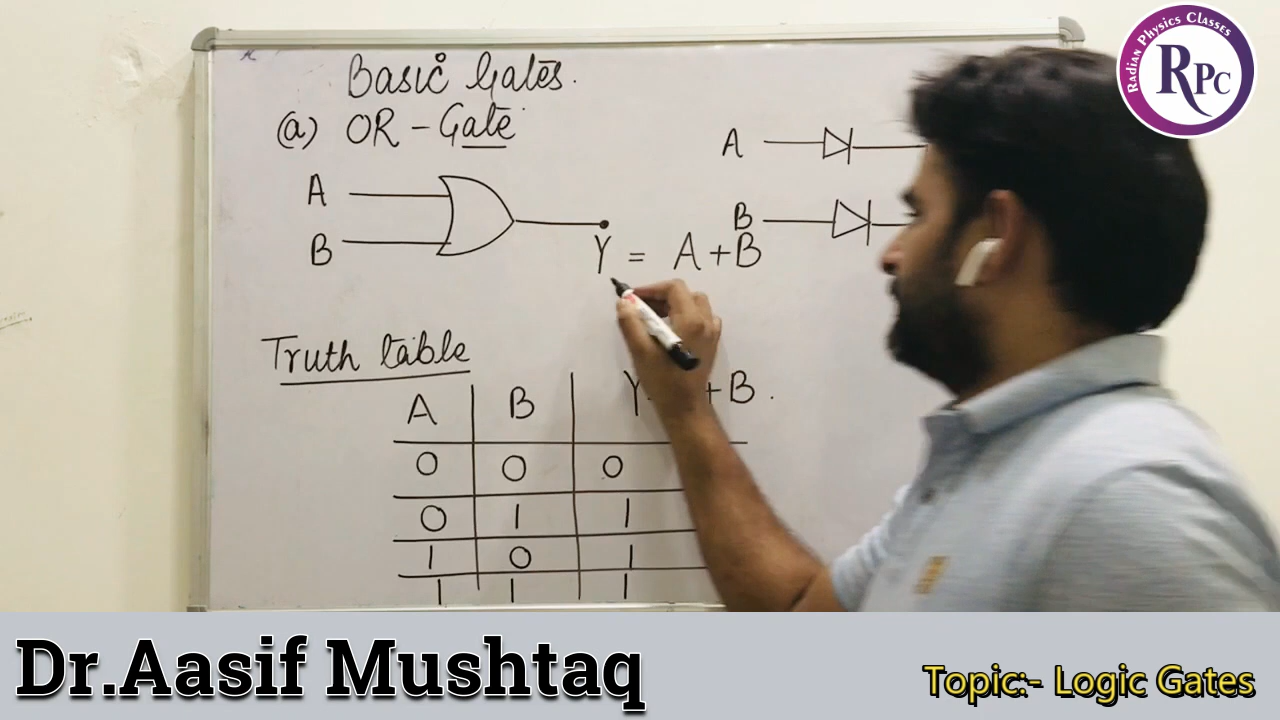 Radian Physics Classes
RPC
Basic Gates.
(a) OR - Gate
A
B
A
B
Y = A + B
Truth table
A B Y + B.
0 0 0
0 1 1
1 0 1
1 1 1
Dr.Aasif Mushtaq
Topic:- Logic Gates